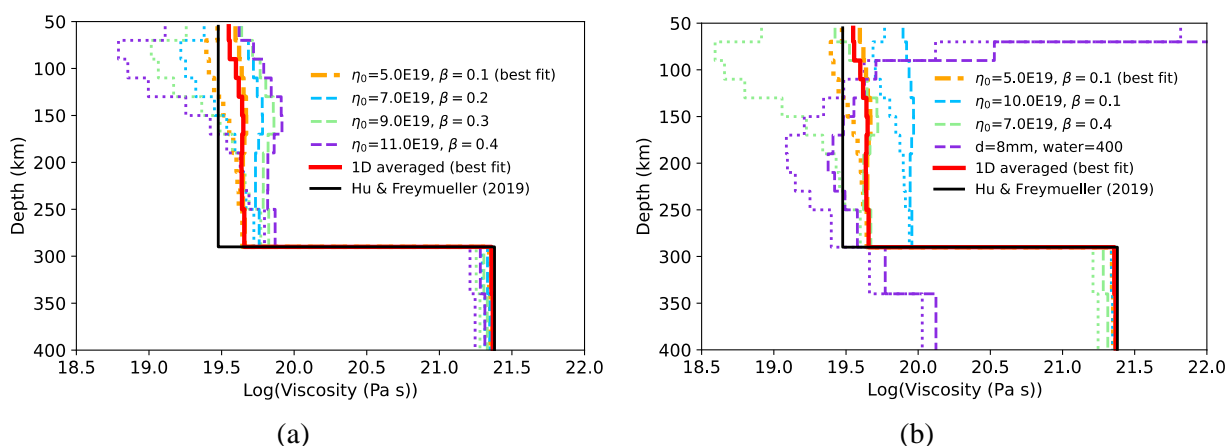 50
100
150
200
250
300
350
400
Depth (km)
18.5 19.0 19.5 20.0 20.5 21.0 21.5 22.0
Log(Viscosity (Pa s))
η₀=5.0E19, β = 0.1 (best fit)
η₀=7.0E19, β = 0.2
η₀=9.0E19, β = 0.3
η₀=11.0E19, β = 0.4
1D averaged (best fit)
Hu & Freymueller (2019)
(a)
50
100
150
200
250
300
350
400
Depth (km)
18.5 19.0 19.5 20.0 20.5 21.0 21.5 22.0
Log(Viscosity (Pa s))
η₀=5.0E19, β = 0.1 (best fit)
η₀=10.0E19, β = 0.1
η₀=7.0E19, β = 0.4
d=8mm, water=400
1D averaged (best fit)
Hu & Freymueller (2019)
(b)